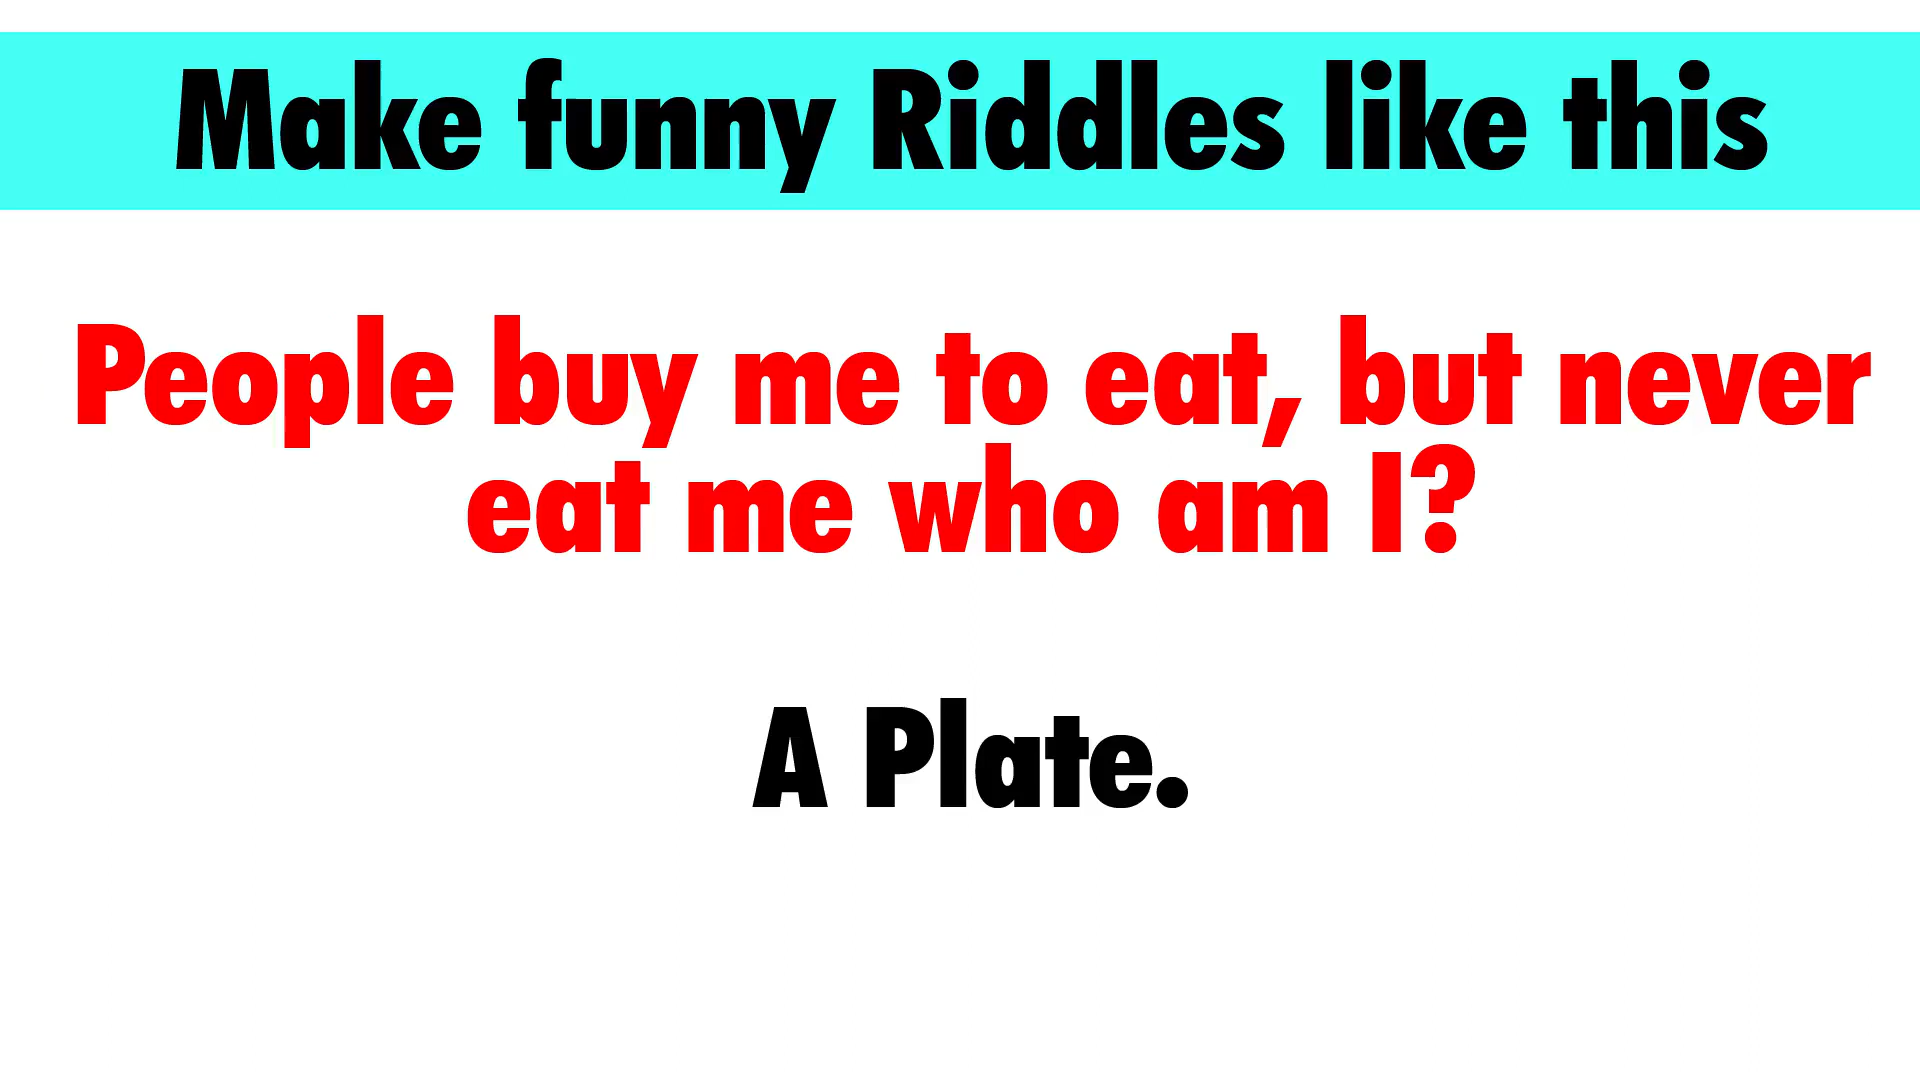 Make funny Riddles like this
People buy me to eat, but never
eat me who am I?
A Plate.